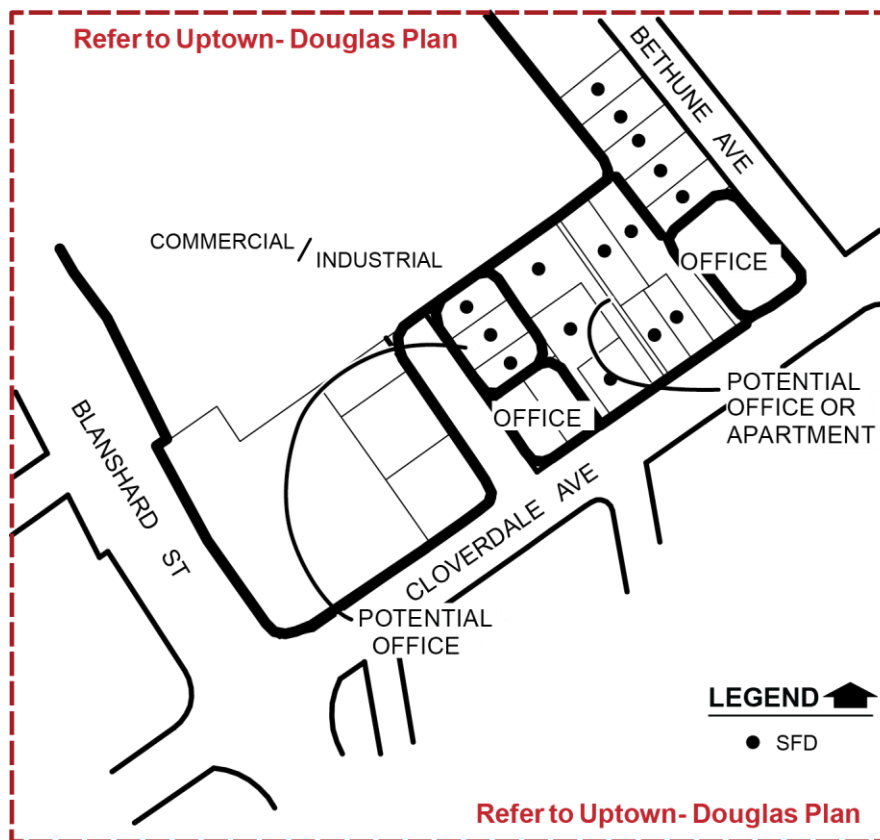 Refer to Uptown- Douglas Plan
BETHUNE AVE
COMMERCIAL /
INDUSTRIAL
OFFICE
POTENTIAL
OFFICE OR
APARTMENT
OFFICE
BLANSHARD ST
CLOVERDALE AVE
POTENTIAL
OFFICE
LEGEND
SFD
Refer to Uptown- Douglas Plan